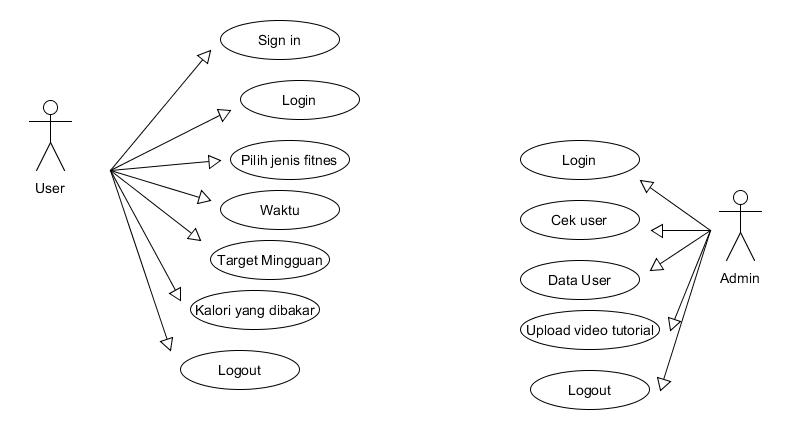 Sign in
Login
Pilih jenis fitnes
User
Waktu
Target Mingguan
Kalori yang dibakar
Logout
Login
Cek user
Data User
Admin
Upload video tutorial
Logout